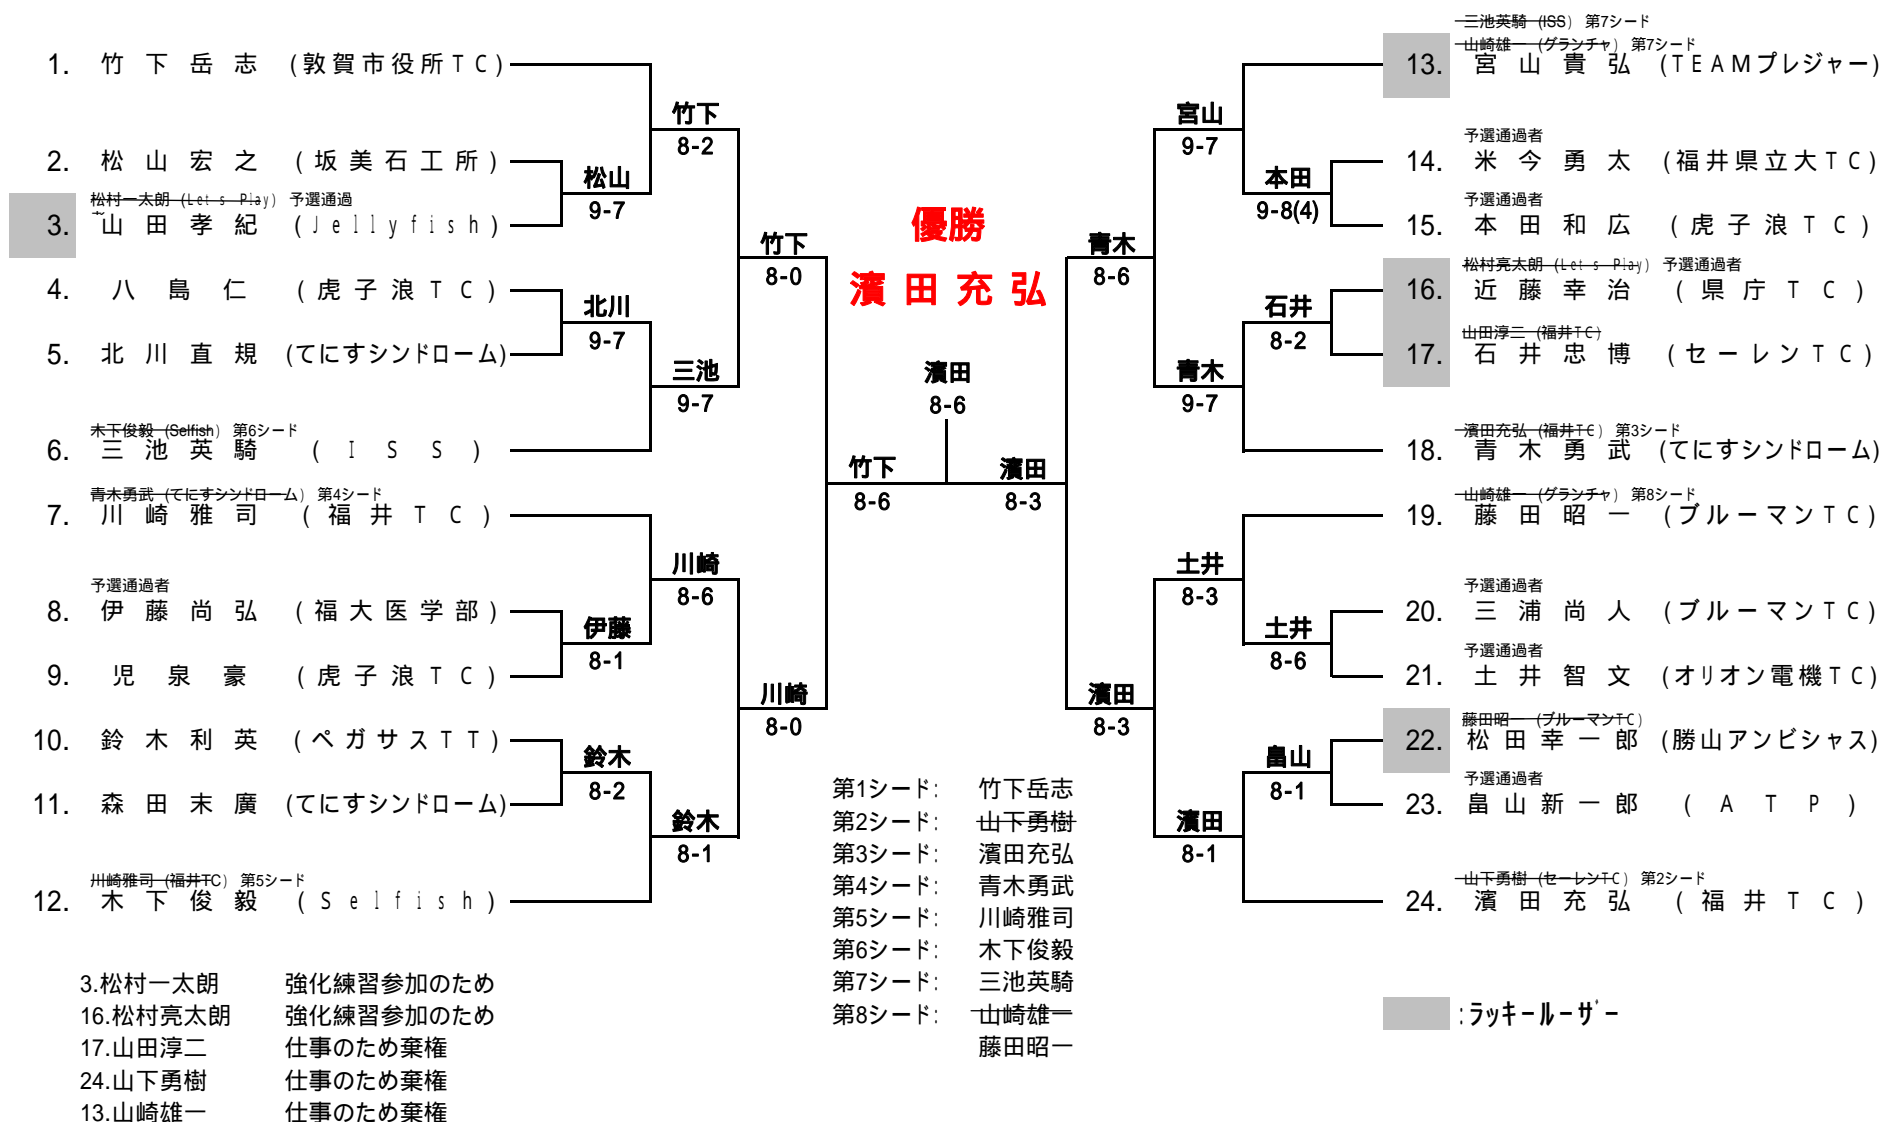 1. 竹下岳志 (敦賀市役所TC)
2. 松山宏之 (坂美石工所)
松村一太朗 (Let s Play) 予選通過
3. 山田孝紀 (Jellyfish)
4. 八島仁 (虎子浪TC)
5. 北川直規 (てにすシンドローム)
木下俊毅 (Selfish) 第6シード
6. 三池英騎 (ISS)
青木勇武 (てにすシンドローム) 第4シード
7. 川崎雅司 (福井TC)
予選通過者
8. 伊藤尚弘 (福大医学部)
9. 児泉豪 (虎子浪TC)
10. 鈴木利英 (ペガサスTT)
11. 森田末廣 (てにすシンドローム)
川崎雅司 (福井TC) 第5シード
12. 木下俊毅 (Selfish)
松山
9-7
北川
9-7
伊藤
8-1
鈴木
8-2
竹下
8-2
三池
9-7
川崎
8-6
鈴木
8-1
竹下
8-0
川崎
8-0
竹下
8-6
優勝
濱田充弘
濱田
8-6
濱田
8-3
青木
8-6
濱田
8-3
宮山
9-7
青木
9-7
土井
8-3
濱田
8-1
本田
9-8(4)
石井
8-2
土井
8-6
畠山
8-1
三池英騎 (ISS) 第7シード
山崎雄一 (グランチャ) 第7シード
13. 宮山貴弘 (TEAMプレジャー)
予選通過者
14. 米今勇太 (福井県立大TC)
予選通過者
15. 本田和広 (虎子浪TC)
松村亮太朗 (Let s Play) 予選通過者
16. 近藤幸治 (県庁TC)
山田淳二 (福井TC)
17. 石井忠博 (セーレンTC)
濱田充弘 (福井TC) 第3シード
18. 青木勇武 (てにすシンドローム)
山崎雄一 (グランチャ) 第8シード
19. 藤田昭一 (ブルーマンTC)
予選通過者
20. 三浦尚人 (ブルーマンTC)
予選通過者
21. 土井智文 (オリオン電機TC)
藤田昭一 (ブルーマンTC)
22. 松田幸一郎 (勝山アンビシャス)
予選通過者
23. 畠山新一郎 (ATP)
山下勇樹 (セーレンTC) 第2シード
24. 濱田充弘 (福井TC)
第1シード: 竹下岳志
第2シード: 山下勇樹
第3シード: 濱田充弘
第4シード: 青木勇武
第5シード: 川崎雅司
第6シード: 木下俊毅
第7シード: 三池英騎
第8シード: 山崎雄一
藤田昭一
3.松村一太朗 強化練習参加のため
16.松村亮太朗 強化練習参加のため
17.山田淳二 仕事のため棄権
24.山下勇樹 仕事のため棄権
13.山崎雄一 仕事のため棄権
:ラッキールーザー